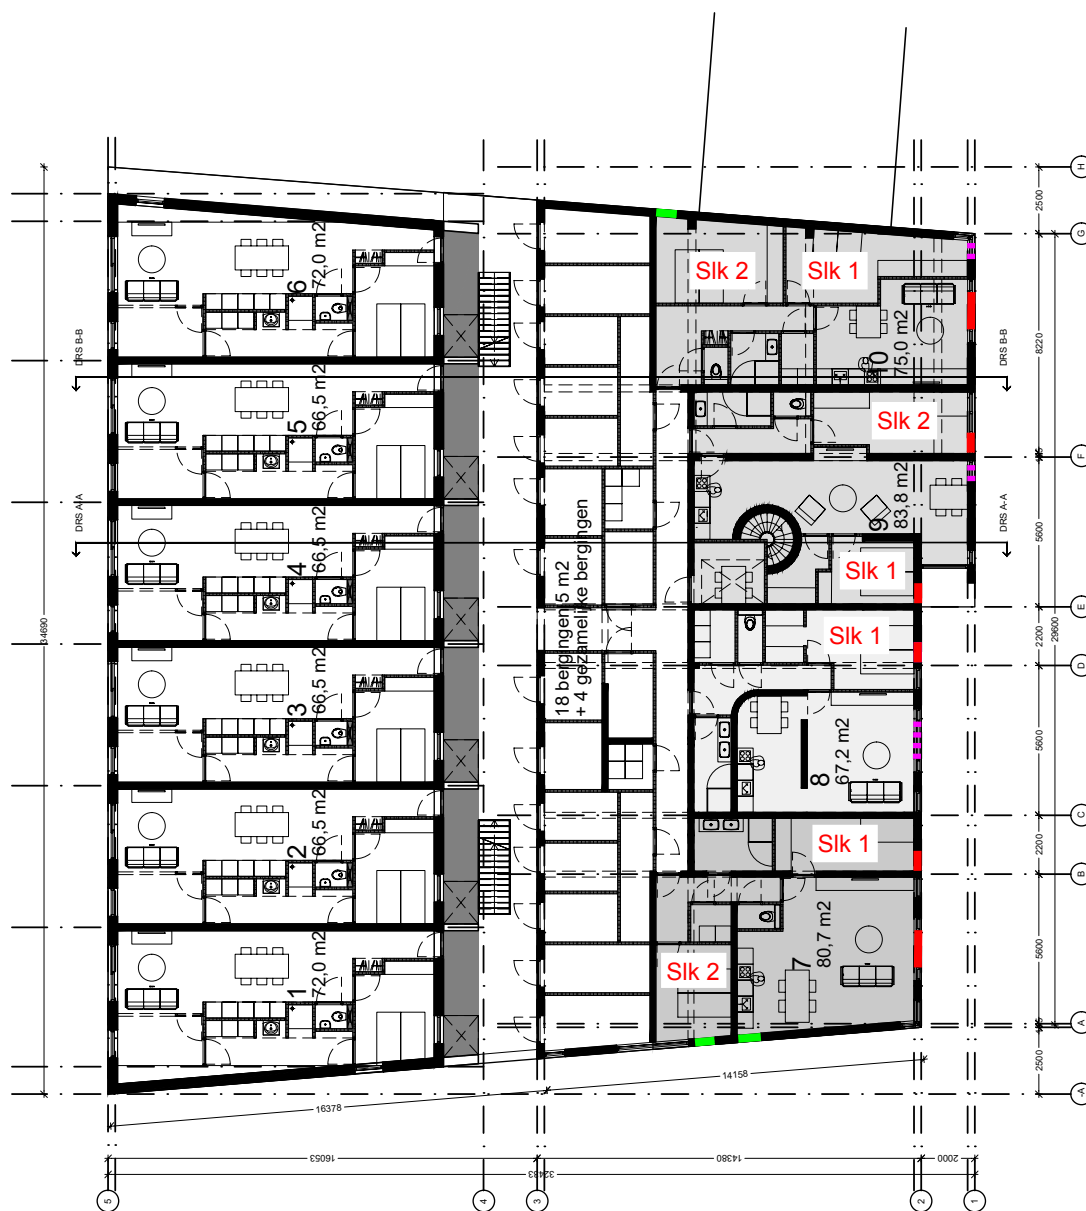 H
2500
G
Slk 2
Slk 1
6
72,0 m2
DRS B-B
DRS B-B
10
75,0 m2
8220
5
66,5 m2
Slk 2
F
34690
DRS A-A
DRS A-A
4
66,5 m2
9
83,8 m2
5600
18 bergingen 5 m2
+ 4 gezamelijke bergingen
Slk 1
E
2200
29600
Slk 1
D
3
66,5 m2
8
67,2 m2
5600
C
2
66,5 m2
Slk 1
2200
B
1
72,0 m2
Slk 2
7
80,7 m2
5600
A
2500
-A
14158
16378
16053
14380
2000
32433
5
4
3
2
1